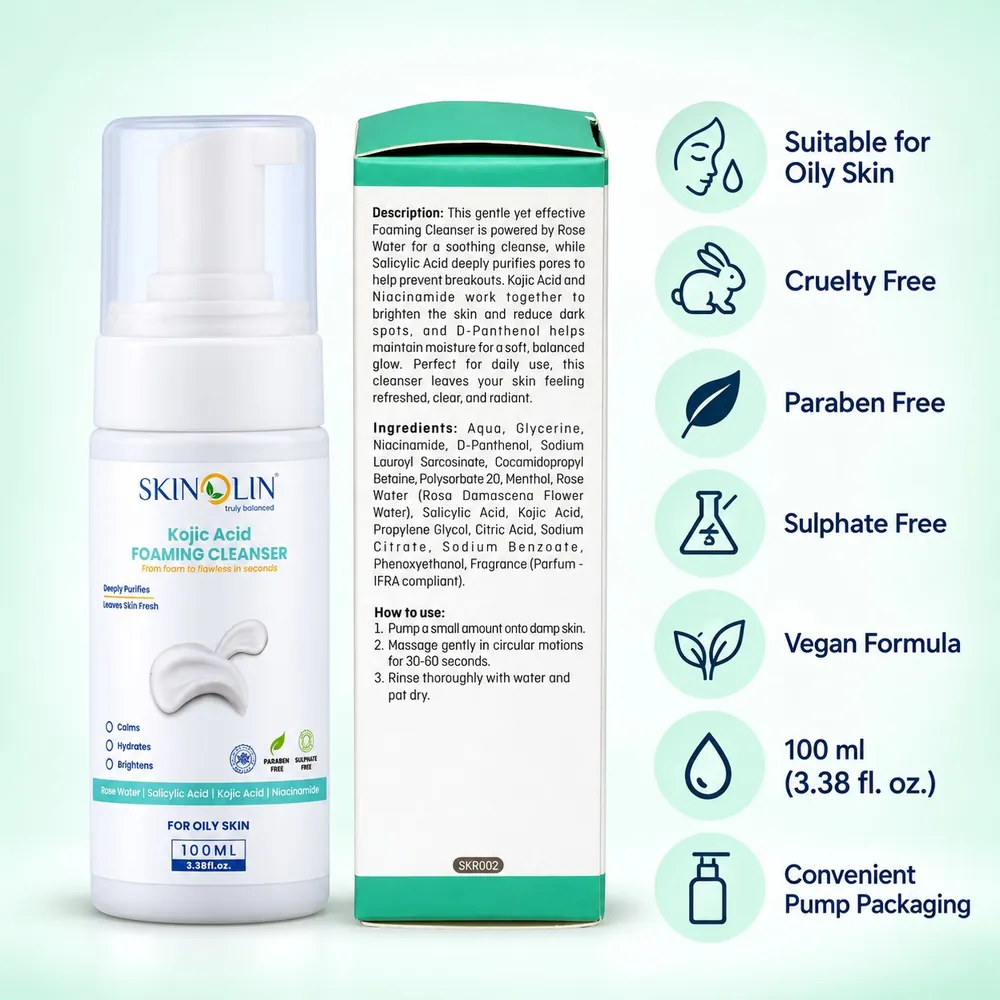 SKINOLIN®
truly balanced
Kojic Acid
FOAMING CLEANSER
From foam to flawless in seconds
Deeply Purifies
Leaves Skin Fresh
Calms
Hydrates
Brightens
PARABEN
FREE
SULPHATE
FREE
Rose Water | Salicylic Acid | Kojic Acid | Niacinamide
FOR OILY SKIN
100ML
3.38fl.oz.
Description: This gentle yet effective
Foaming Cleanser is powered by Rose
Water for a soothing cleanse, while
Salicylic Acid deeply purifies pores to
help prevent breakouts. Kojic Acid and
Niacinamide work together to
brighten the skin and reduce dark
spots, and D-Panthenol helps
maintain moisture for a soft, balanced
glow. Perfect for daily use, this
cleanser leaves your skin feeling
refreshed, clear, and radiant.
Ingredients: Aqua, Glycerine,
Niacinamide, D-Panthenol, Sodium
Lauroyl Sarcosinate, Cocamidopropyl
Betaine, Polysorbate 20, Menthol, Rose
Water (Rosa Damascena Flower
Water), Salicylic Acid, Kojic Acid,
Propylene Glycol, Citric Acid, Sodium
Citrate, Sodium Benzoate,
Phenoxyethanol, Fragrance (Parfum -
IFRA compliant).
How to use:
1. Pump a small amount onto damp skin.
2. Massage gently in circular motions
for 30-60 seconds.
3. Rinse thoroughly with water and
pat dry.
SKR002
Suitable for
Oily Skin
Cruelty Free
Paraben Free
Sulphate Free
Vegan Formula
100 ml
(3.38 fl. oz.)
Convenient
Pump Packaging